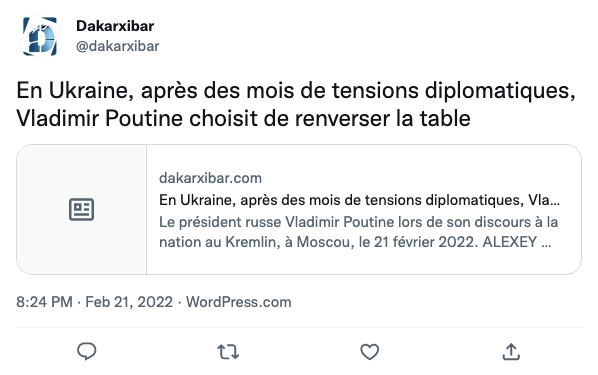 Dakarxibar
@dakarxibar
En Ukraine, après des mois de tensions diplomatiques,
Vladimir Poutine choisit de renverser la table
dakarxibar.com
En Ukraine, après des mois de tensions diplomatiques, Vla...
Le président russe Vladimir Poutine lors de son discours à la
nation au Kremlin, à Moscou, le 21 février 2022. ALEXEY ...
8:24 PM · Feb 21, 2022 · WordPress.com